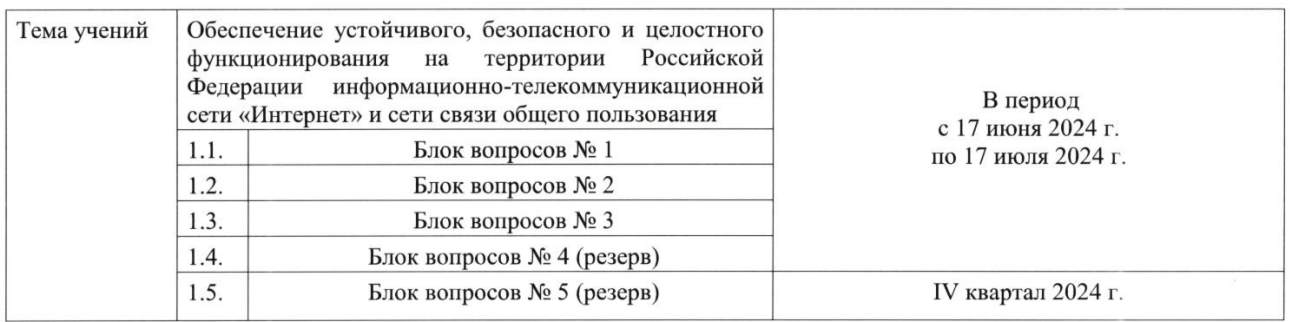 Тема учений
Обеспечение устойчивого, безопасного и целостного
функционирования на территории Российской
Федерации информационно-телекоммуникационной
сети «Интернет» и сети связи общего пользования
В период
с 17 июня 2024 г.
по 17 июля 2024 г.
1.1. Блок вопросов № 1
1.2. Блок вопросов № 2
1.3. Блок вопросов № 3
1.4. Блок вопросов № 4 (резерв)
1.5. Блок вопросов № 5 (резерв) IV квартал 2024 г.